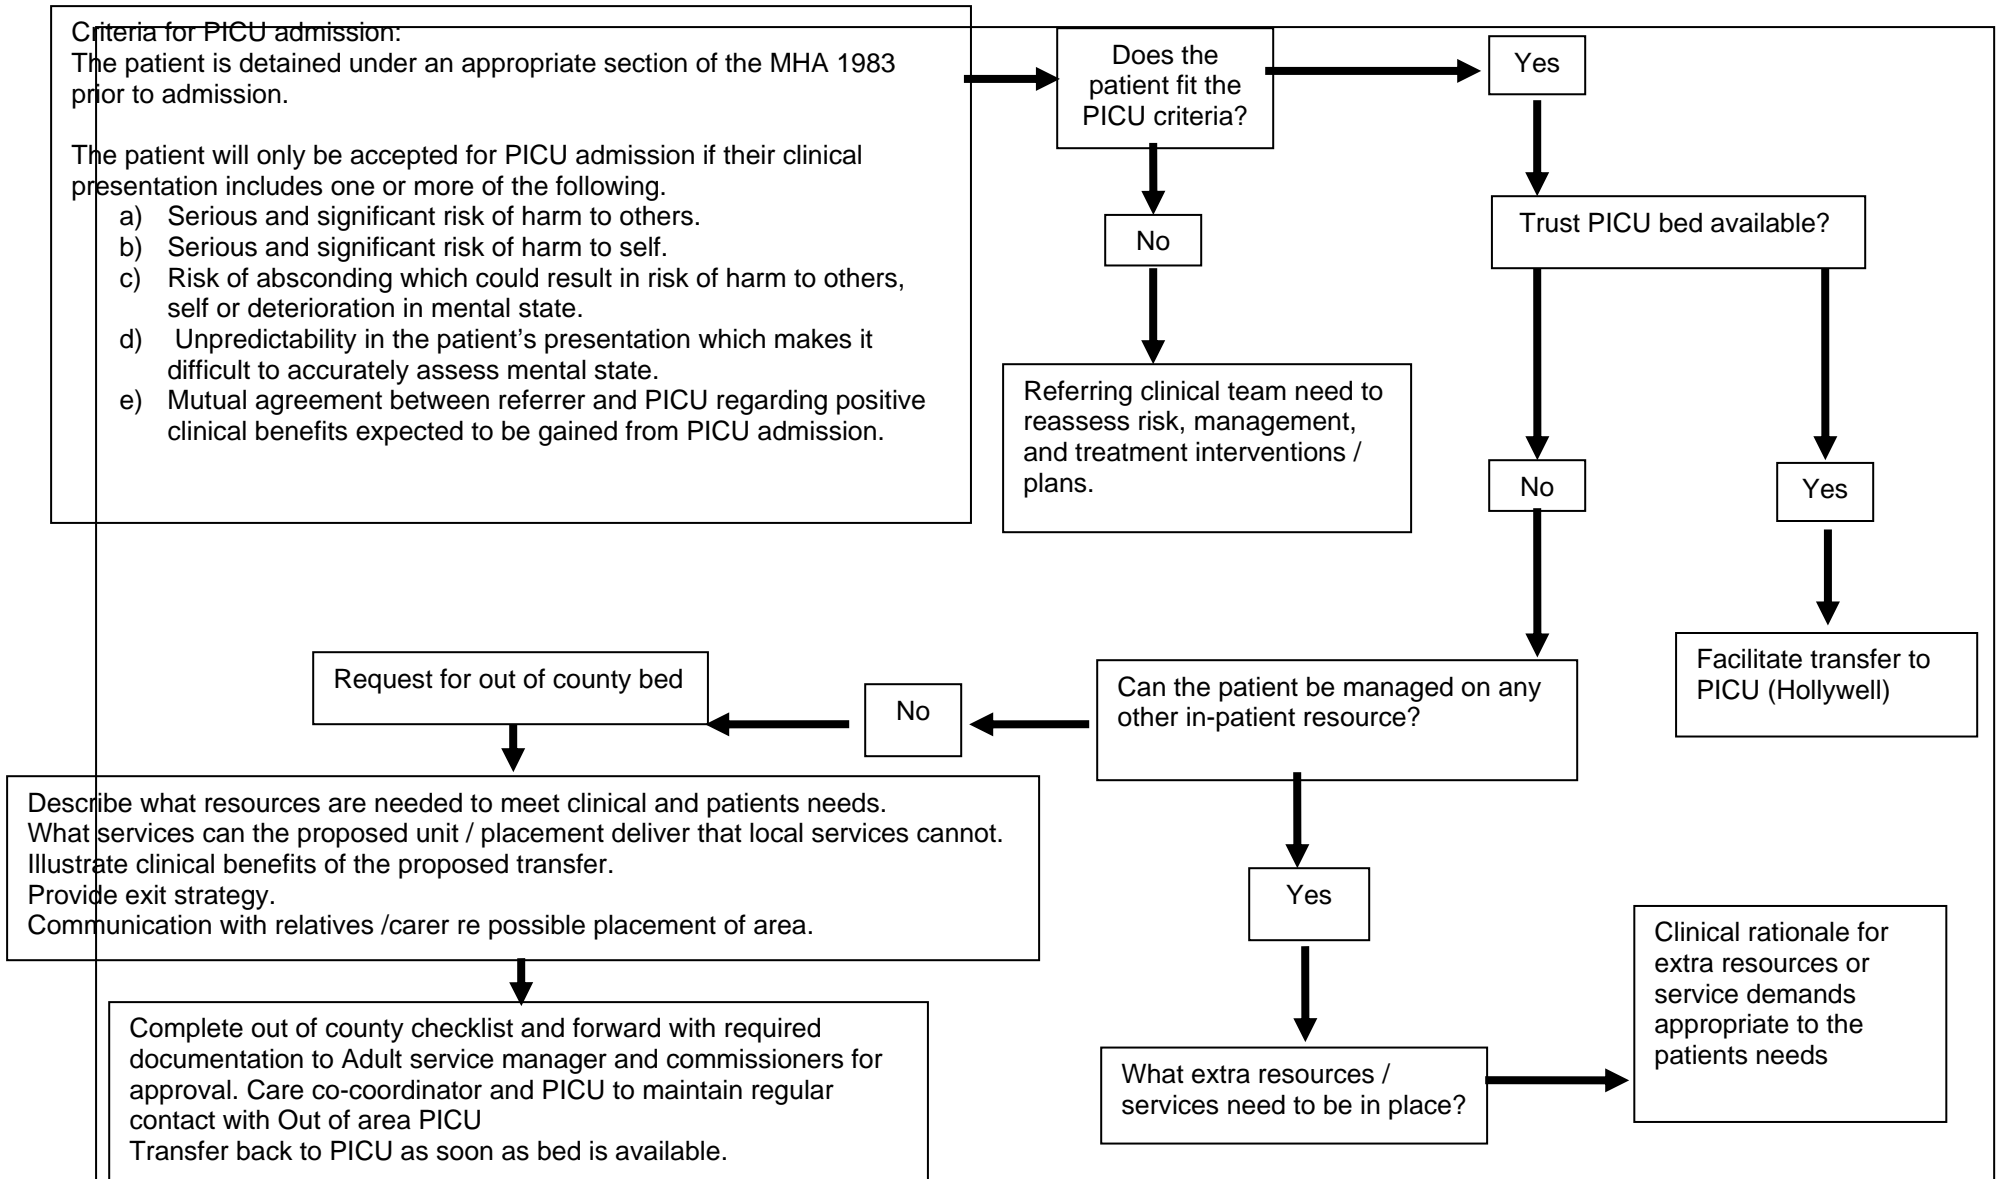 Criteria for PICU admission:
The patient is detained under an appropriate section of the MHA 1983
prior to admission.
The patient will only be accepted for PICU admission if their clinical
presentation includes one or more of the following.
a) Serious and significant risk of harm to others.
b) Serious and significant risk of harm to self.
c) Risk of absconding which could result in risk of harm to others,
self or deterioration in mental state.
d) Unpredictability in the patient’s presentation which makes it
difficult to accurately assess mental state.
e) Mutual agreement between referrer and PICU regarding positive
clinical benefits expected to be gained from PICU admission.
Does the
patient fit the
PICU criteria?
Yes
No
Trust PICU bed available?
Referring clinical team need to
reassess risk, management,
and treatment interventions /
plans.
No
Yes
Facilitate transfer to
PICU (Hollywell)
Can the patient be managed on any
other in-patient resource?
No
Request for out of county bed
Describe what resources are needed to meet clinical and patients needs.
What services can the proposed unit / placement deliver that local services cannot.
Illustrate clinical benefits of the proposed transfer.
Provide exit strategy.
Communication with relatives /carer re possible placement of area.
Complete out of county checklist and forward with required
documentation to Adult service manager and commissioners for
approval. Care co-coordinator and PICU to maintain regular
contact with Out of area PICU
Transfer back to PICU as soon as bed is available.
Yes
What extra resources /
services need to be in place?
Clinical rationale for
extra resources or
service demands
appropriate to the
patients needs